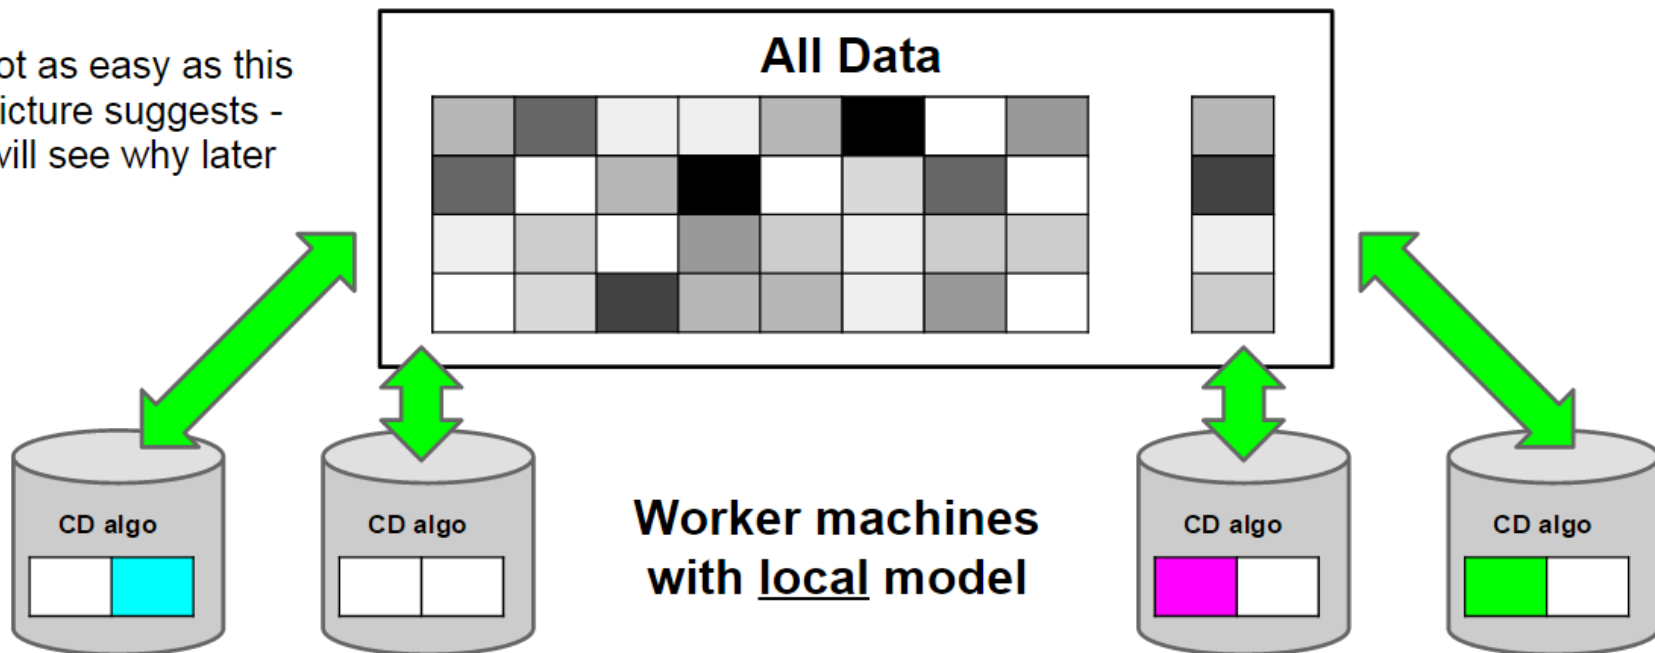 ot as easy as this
icture suggests -
will see why later
All Data
CD algo
CD algo
Worker machines
with local model
CD algo
CD algo